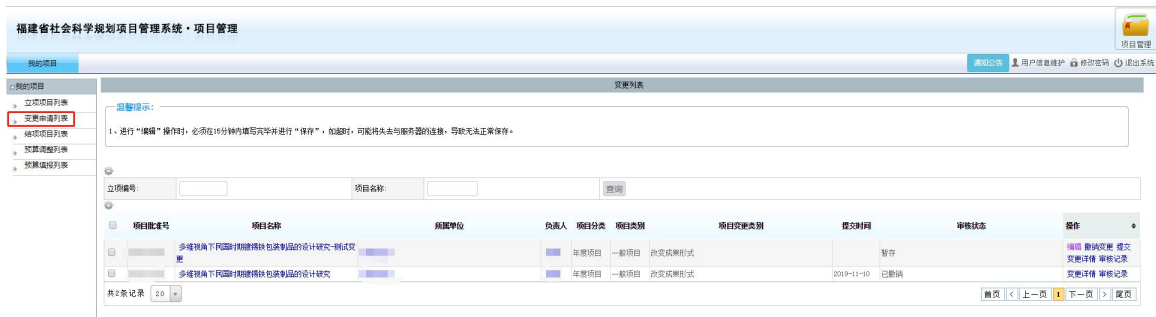 福建省社会科学规划项目管理系统·项目管理
项目管理
我的项目
通知公告 用户信息维护 修改密码 退出系统
我的项目
变更列表
立项项目列表
变更申请列表
结项项目列表
预算调整列表
预算填报列表
温馨提示:
1、进行“编辑”操作时,必须在15分钟内填写完毕并进行“保存”,如超时,可能将失去与服务器的连接,导致无法正常保存。
立项编号: 项目名称: 查询
项目批准号 项目名称 所属单位 负责人 项目分类 项目类别 项目变更类别 提交时间 审核状态 操作
多维视角下民国时期镀锡铁包装制品的设计研究-测试变更 年度项目 一般项目 改变成果形式 暂存 编辑 撤销变更 提交
变更详情 审核记录
多维视角下民国时期镀锡铁包装制品的设计研究 年度项目 一般项目 改变成果形式 2019-11-10 已撤销 变更详情 审核记录
共2条记录 20 首页 < 上一页 1 下一页 > 尾页